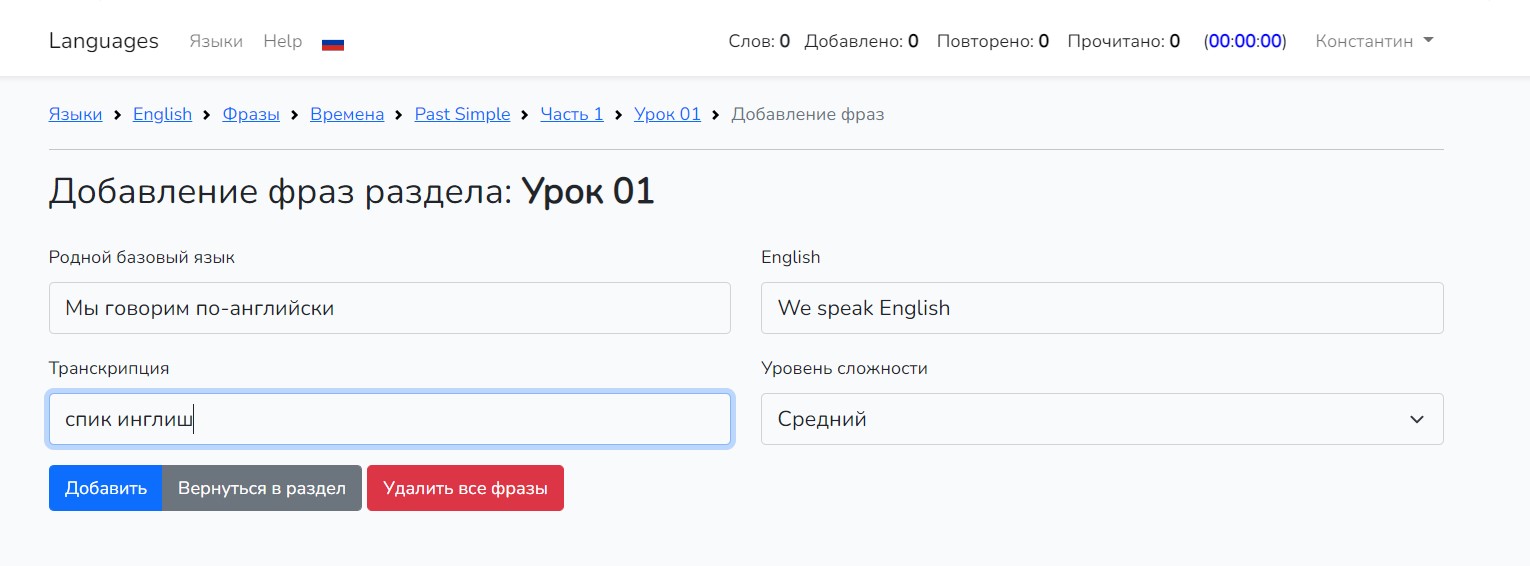 Languages Языки Help Слов: 0 Добавлено: 0 Повторено: 0 Прочитано: 0 (00:00:00) Константин
Языки > English > Фразы > Времена > Past Simple > Часть 1 > Урок 01 > Добавление фраз
Добавление фраз раздела: Урок 01
Родной базовый язык English
Мы говорим по-английски We speak English
Транскрипция Уровень сложности
спик инглиш Средний
Добавить Вернуться в раздел Удалить все фразы